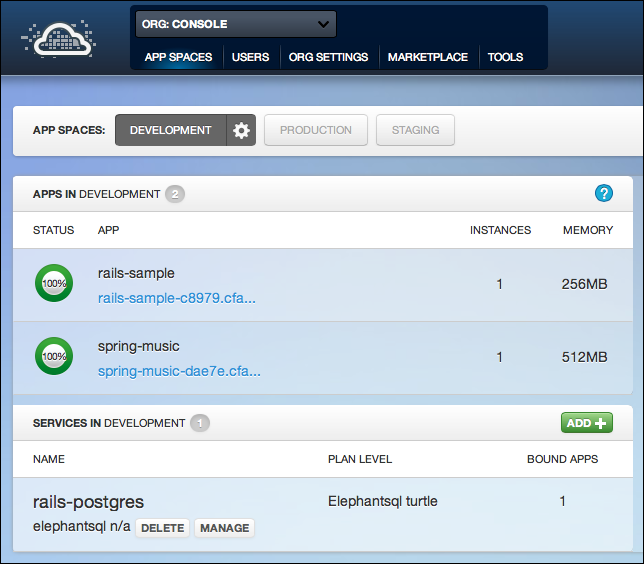 ORG: CONSOLE
APP SPACES USERS ORG SETTINGS MARKETPLACE TOOLS
APP SPACES: DEVELOPMENT PRODUCTION STAGING
APPS IN DEVELOPMENT 2 ?
STATUS APP INSTANCES MEMORY
100% rails-sample 1 256MB
rails-sample-c8979.cfa...
100% spring-music 1 512MB
spring-music-dae7e.cfa...
SERVICES IN DEVELOPMENT 1 ADD +
NAME PLAN LEVEL BOUND APPS
rails-postgres Elephantsql turtle 1
elephantsql n/a DELETE MANAGE